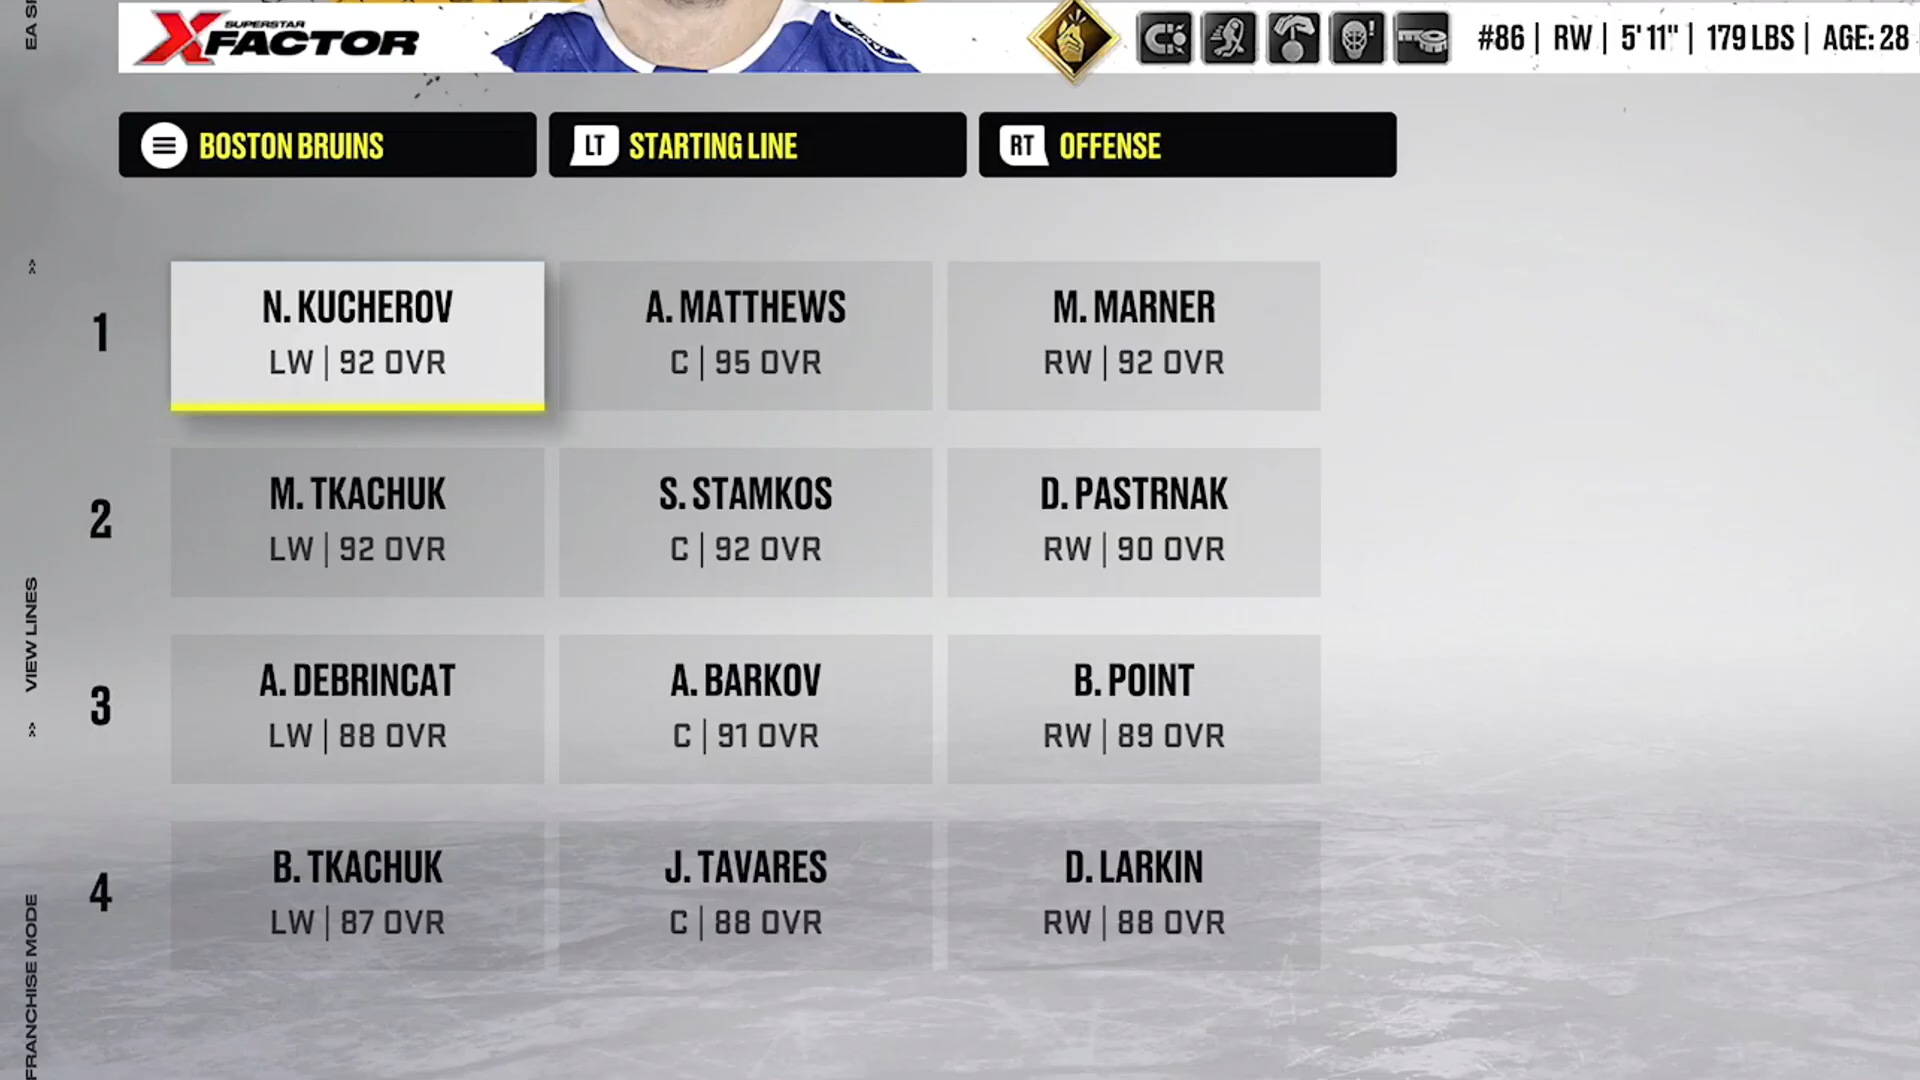 SUPERSTAR
XFACTOR
#86 | RW | 5'11" | 179 LBS | AGE: 28
BOSTON BRUINS
LT STARTING LINE
RT OFFENSE
1
N. KUCHEROV
LW | 92 OVR
A. MATTHEWS
C | 95 OVR
M. MARNER
RW | 92 OVR
2
M. TKACHUK
LW | 92 OVR
S. STAMKOS
C | 92 OVR
D. PASTRNAK
RW | 90 OVR
3
A. DEBRINCAT
LW | 88 OVR
A. BARKOV
C | 91 OVR
B. POINT
RW | 89 OVR
4
B. TKACHUK
LW | 87 OVR
J. TAVARES
C | 88 OVR
D. LARKIN
RW | 88 OVR
FRANCHISE MODE >> VIEW LINES >> EA